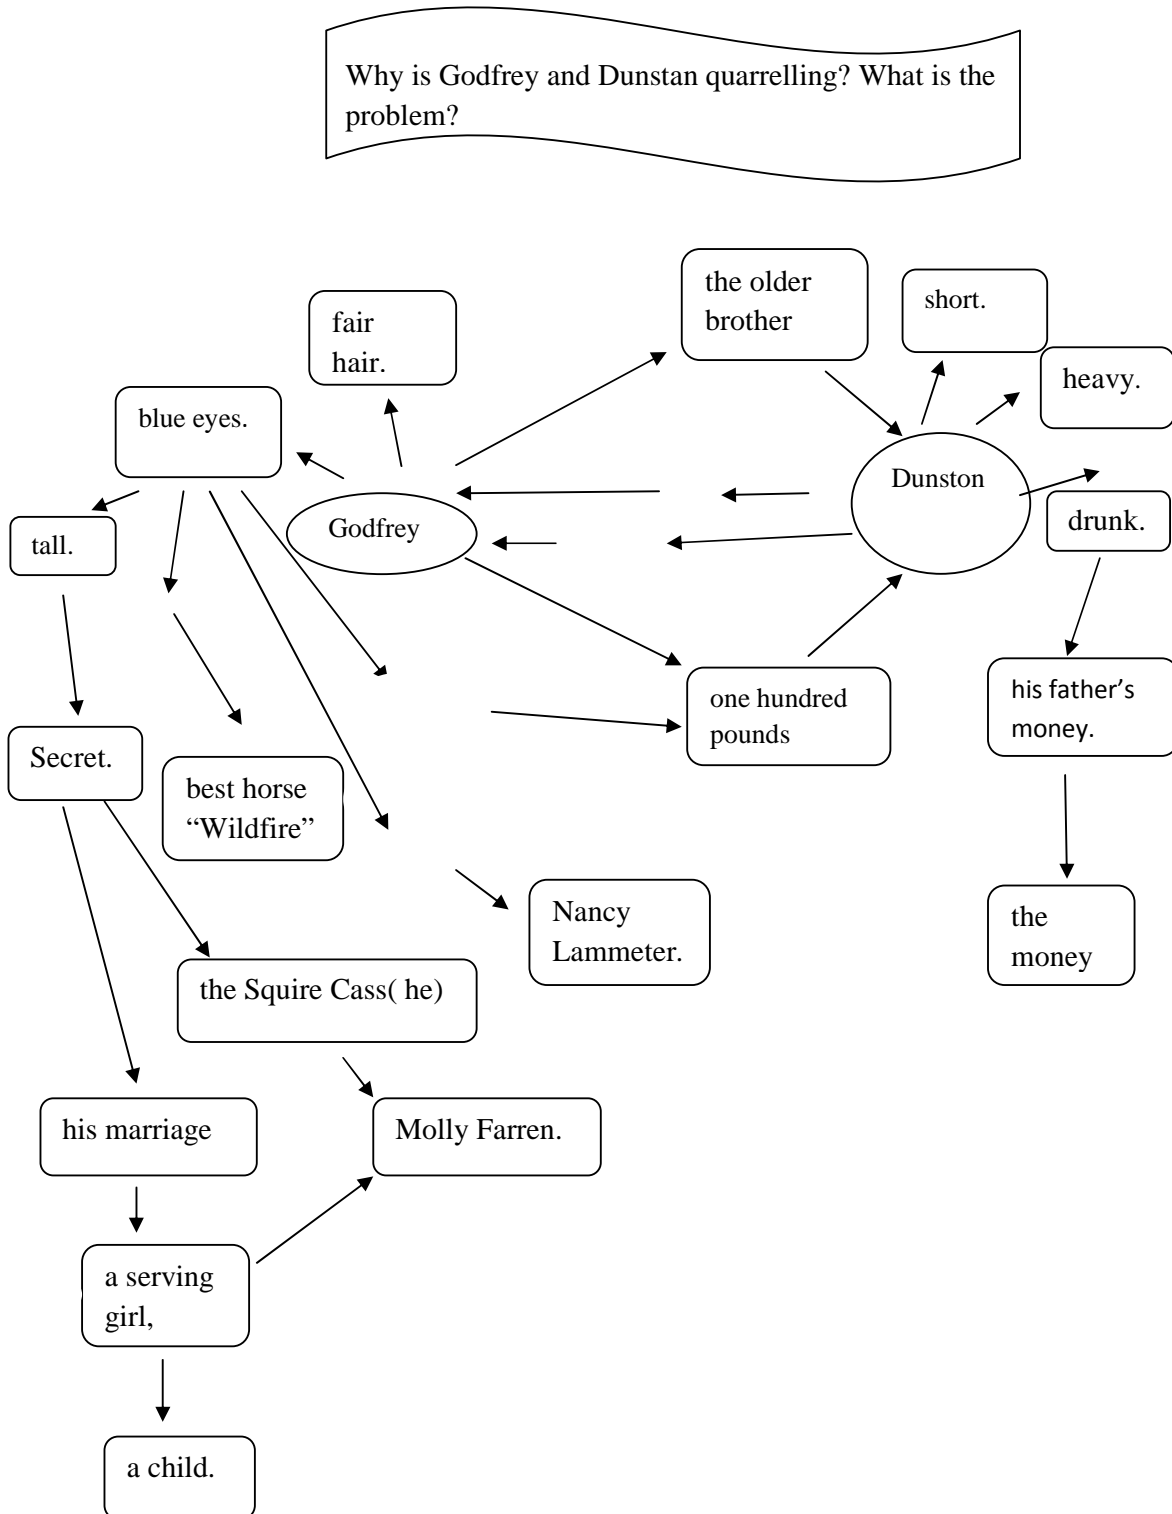 Why is Godfrey and Dunstan quarrelling? What is the
problem?
the older
brother
short.
fair
hair.
heavy.
blue eyes.
Dunston
Godfrey
drunk.
tall.
one hundred
pounds
his father's
money.
Secret.
best horse
“Wildfire”
Nancy
Lammeter.
the
money
the Squire Cass( he)
his marriage
Molly Farren.
a serving
girl,
a child.